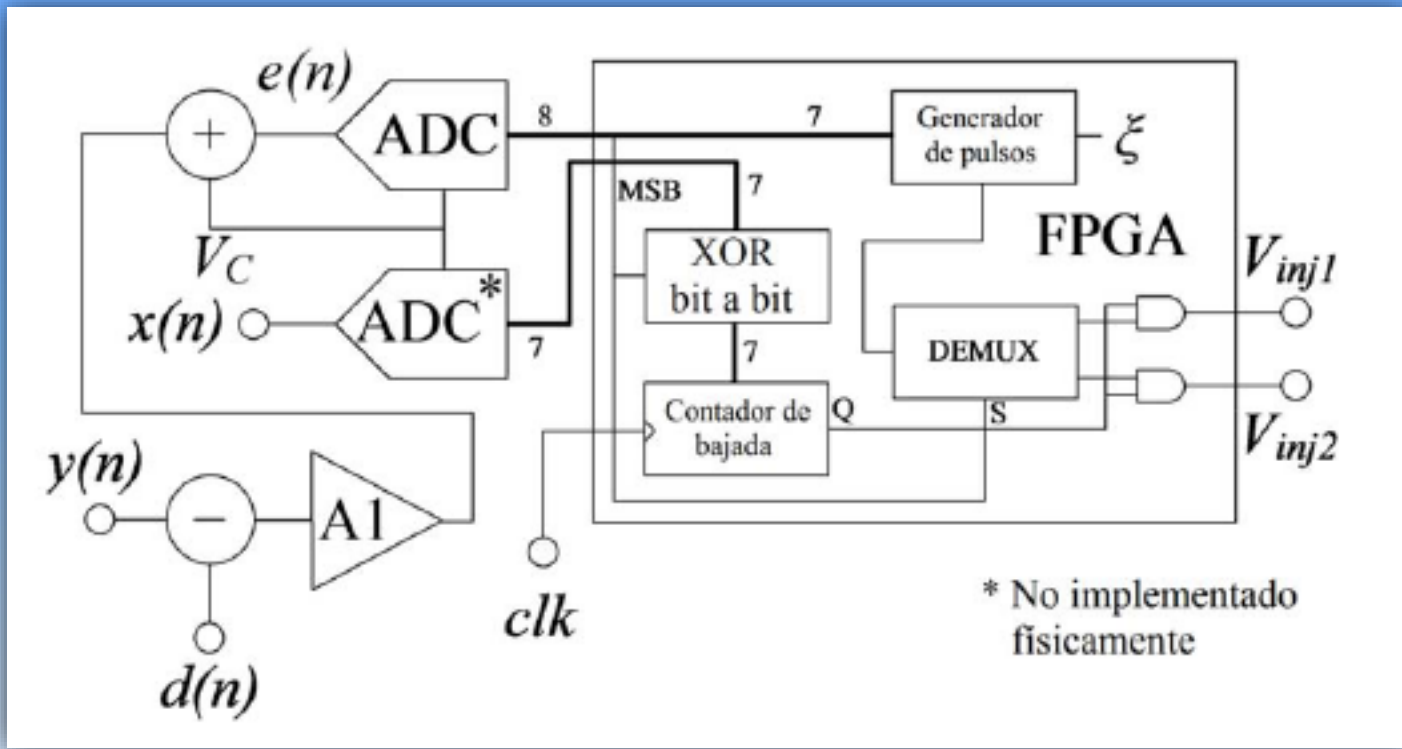 e(n)
+
ADC
8
7
Generador
de pulsos
ξ
MSB
7
FPGA
V_C
XOR
bit a bit
V_inj1
x(n)
ADC*
7
7
DEMUX
Contador de
bajada
Q
S
V_inj2
y(n)
−
A1
clk
d(n)
* No implementado
físicamente